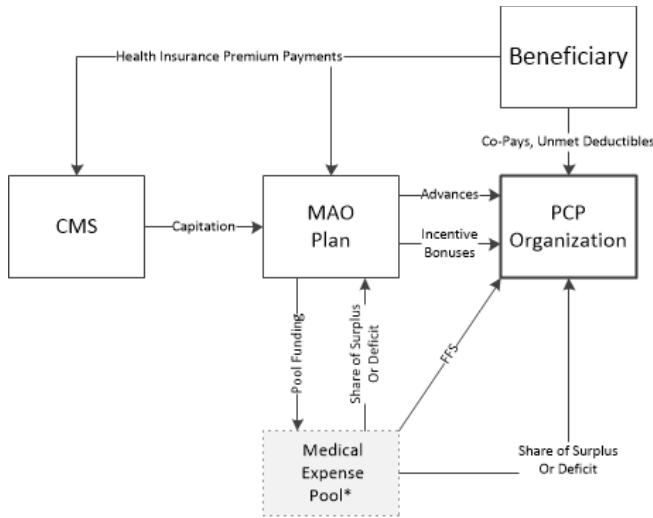 Beneficiary
Health Insurance Premium Payments
Co-Pays, Unmet Deductibles
CMS
Capitation
MAO
Plan
Advances
Incentive
Bonuses
PCP
Organization
Pool Funding
Share of Surplus
Or Deficit
FFS
Medical
Expense
Pool*
Share of Surplus
Or Deficit